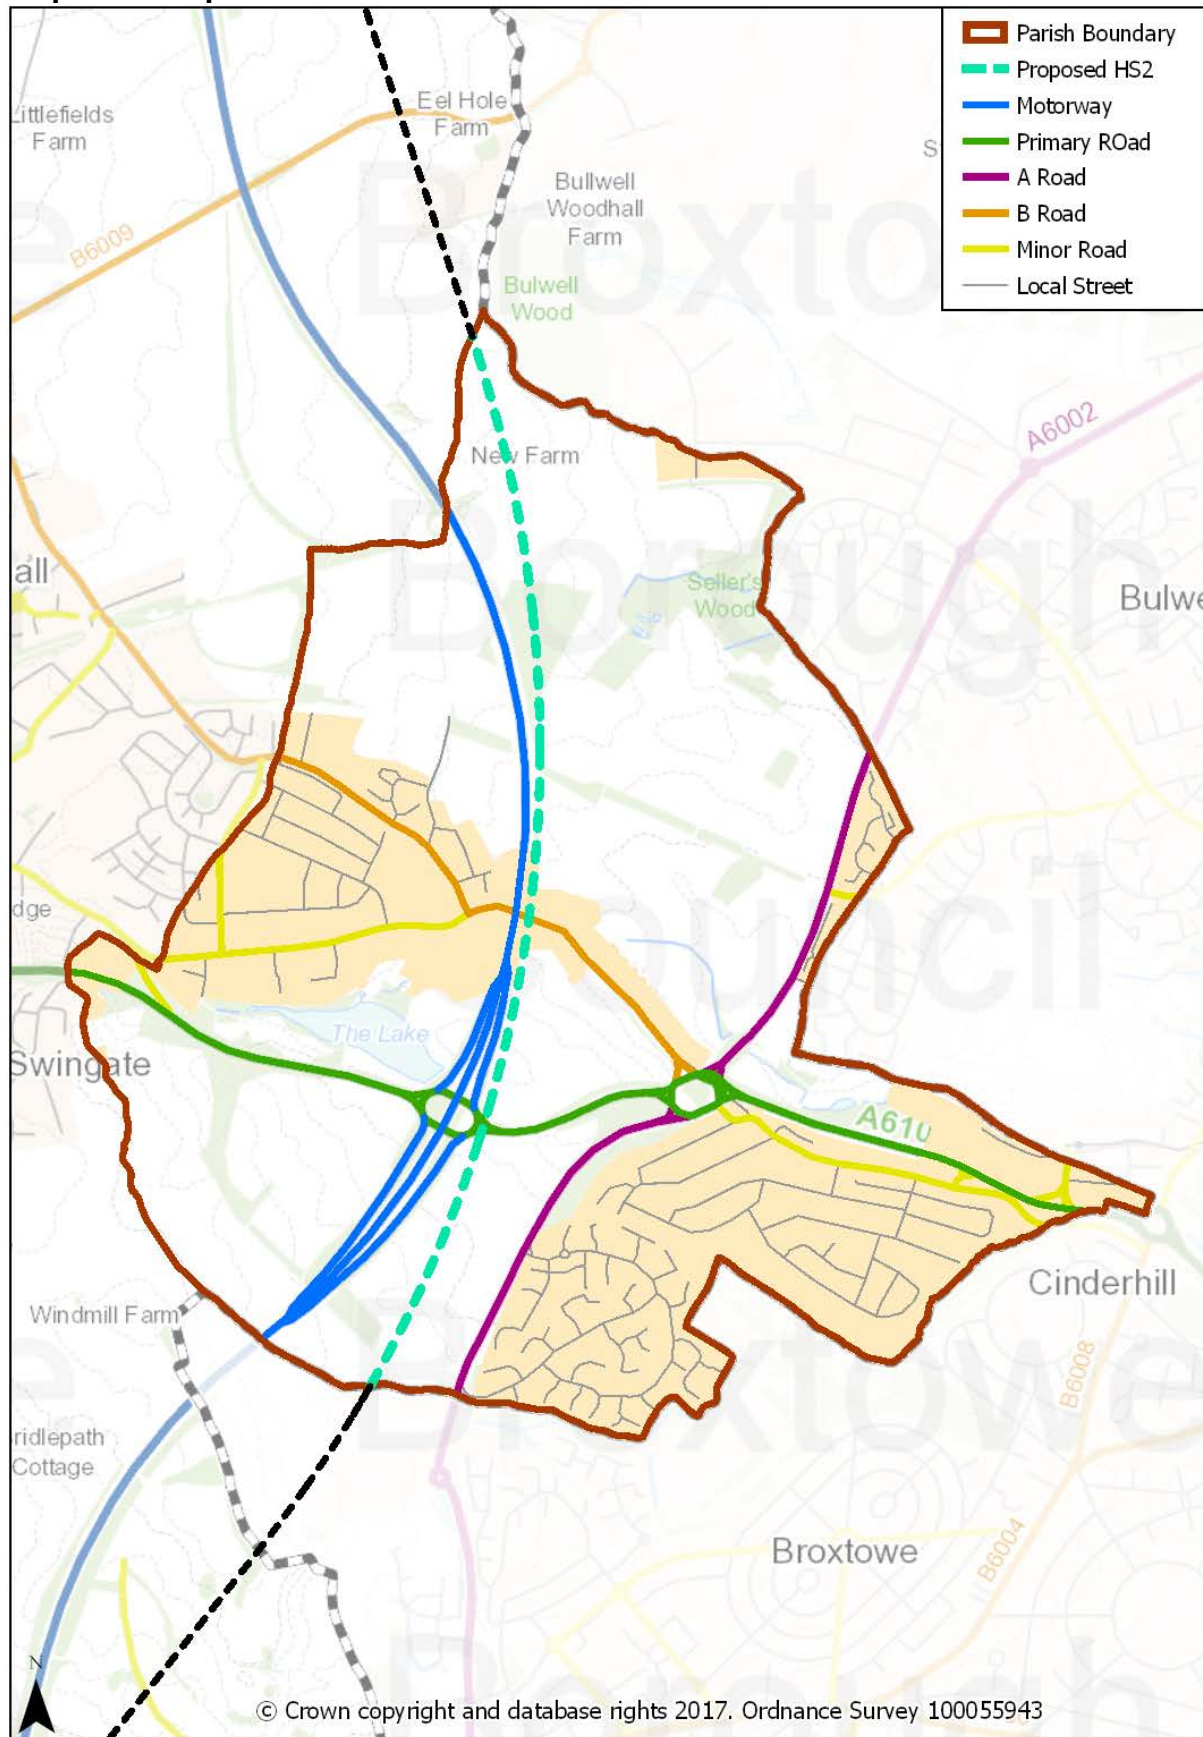 Parish Boundary
Proposed HS2
Motorway
Primary ROad
A Road
B Road
Minor Road
Local Street
Littlefields
Farm
Eel Hole
Farm
Bullwell
Woodhall
Farm
B6009
Bulwell
Wood
A6002
New Farm
all
Seller's
Wood
Bulwe
dge
The Lake
Swingate
A610
Cinderhill
Windmill Farm
B6008
ridlepath
Cottage
Broxtowe
B6004
N
Broxto
Borough
ouncil
Broxtowe
© Crown copyright and database rights 2017. Ordnance Survey 100055943